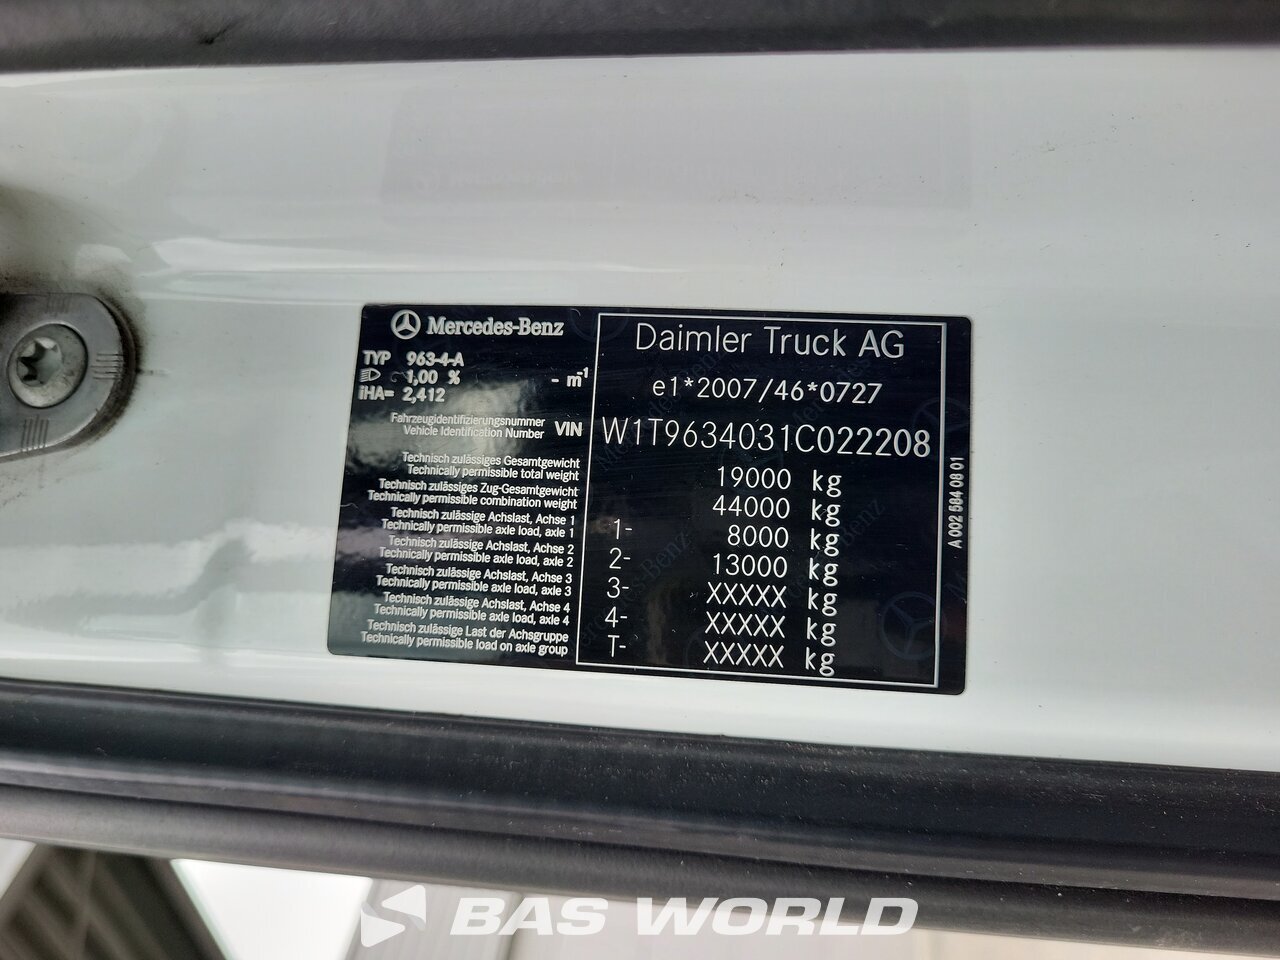 Mercedes-Benz
TYP 963-4-A
1,00 % - m-1
iHA= 2,412
Fahrzeugidentifizierungsnummer
Vehicle Identification Number VIN
Technisch zulässiges Gesamtgewicht
Technically permissible total weight
Technisch zulässiges Zug-Gesamtgewicht
Technically permissible combination weight
Technisch zulässige Achslast, Achse 1
Technically permissible axle load, axle 1
Technisch zulässige Achslast, Achse 2
Technically permissible axle load, axle 2
Technisch zulässige Achslast, Achse 3
Technically permissible axle load, axle 3
Technisch zulässige Achslast, Achse 4
Technically permissible axle load, axle 4
Technisch zulässige Last der Achsgruppe
Technically permissible load on axle group
Daimler Truck AG
e1*2007/46*0727
W1T9634031C022208
19000 kg
44000 kg
1- 8000 kg
2- 13000 kg
3- XXXXX kg
4- XXXXX kg
T- XXXXX kg
A 002 584 08 01
BAS WORLD